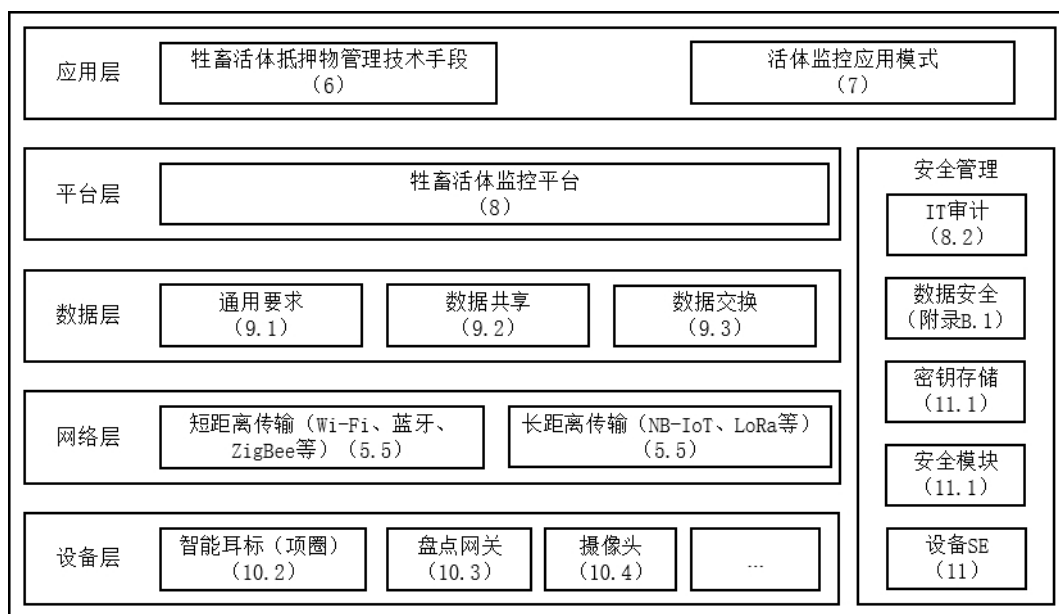 应用层
牲畜活体抵押物管理技术手段
（6）
活体监控应用模式
（7）
平台层
牲畜活体监控平台
（8）
数据层
通用要求
（9.1）
数据共享
（9.2）
数据交换
（9.3）
网络层
短距离传输（Wi-Fi、蓝牙、
ZigBee等）（5.5）
长距离传输（NB-IoT、LoRa等）
（5.5）
设备层
智能耳标（项圈）
（10.2）
盘点网关
（10.3）
摄像头
（10.4）
…
安全管理
IT审计
（8.2）
数据安全
（附录B.1）
密钥存储
（11.1）
安全模块
（11.1）
设备SE
（11）